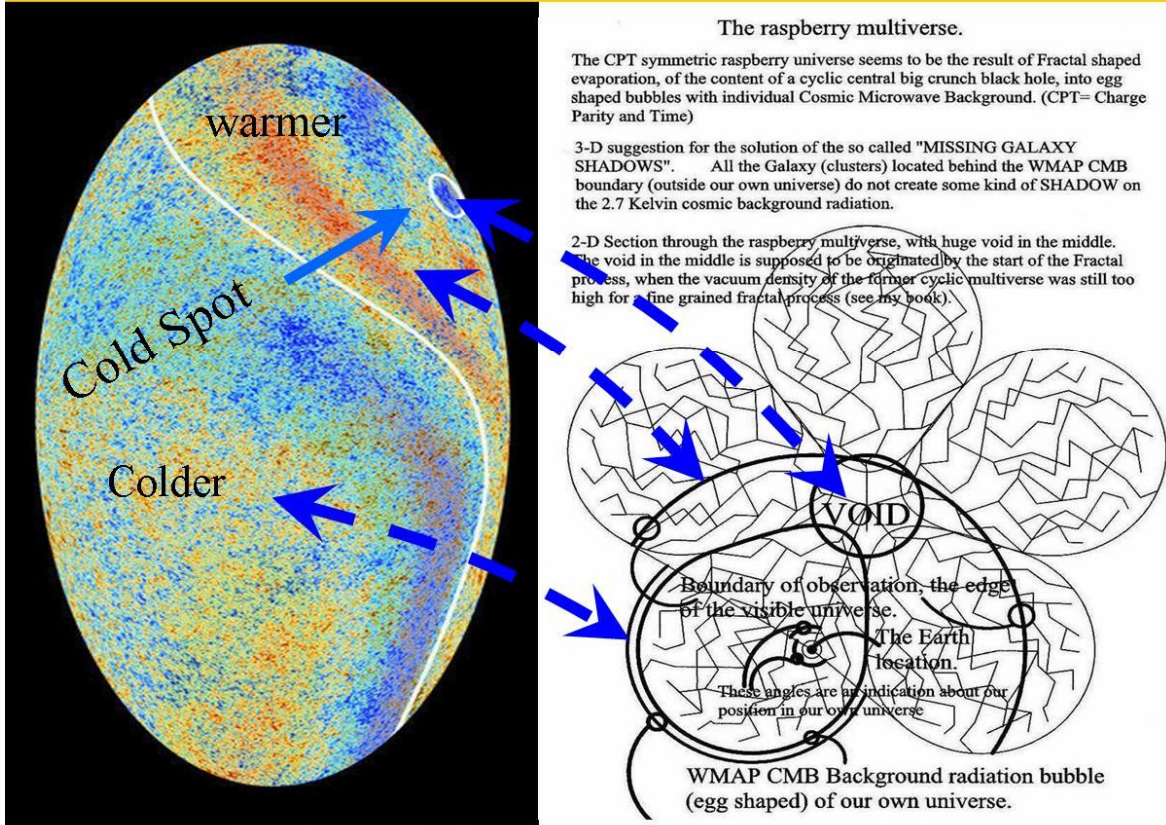 warmer
Cold Spot
Colder
The raspberry multiverse.
The CPT symmetric raspberry universe seems to be the result of Fractal shaped
evaporation, of the content of a cyclic central big crunch black hole, into egg
shaped bubbles with individual Cosmic Microwave Background. (CPT= Charge
Parity and Time)
3-D suggestion for the solution of the so called "MISSING GALAXY
SHADOWS". All the Galaxy (clusters) located behind the WMAP CMB
boundary (outside our own universe) do not create some kind of SHADOW on
the 2.7 Kelvin cosmic background radiation.
2-D Section through the raspberry multiverse, with huge void in the middle.
The void in the middle is supposed to be originated by the start of the Fractal
process, when the vacuum density of the former cyclic multiverse was still too
high for a fine grained fractal process (see my book).
VOID
Boundary of observation, the edge
of the visible universe.
The Earth
location.
These angles are an indication about our
position in our own universe
WMAP CMB Background radiation bubble
(egg shaped) of our own universe.